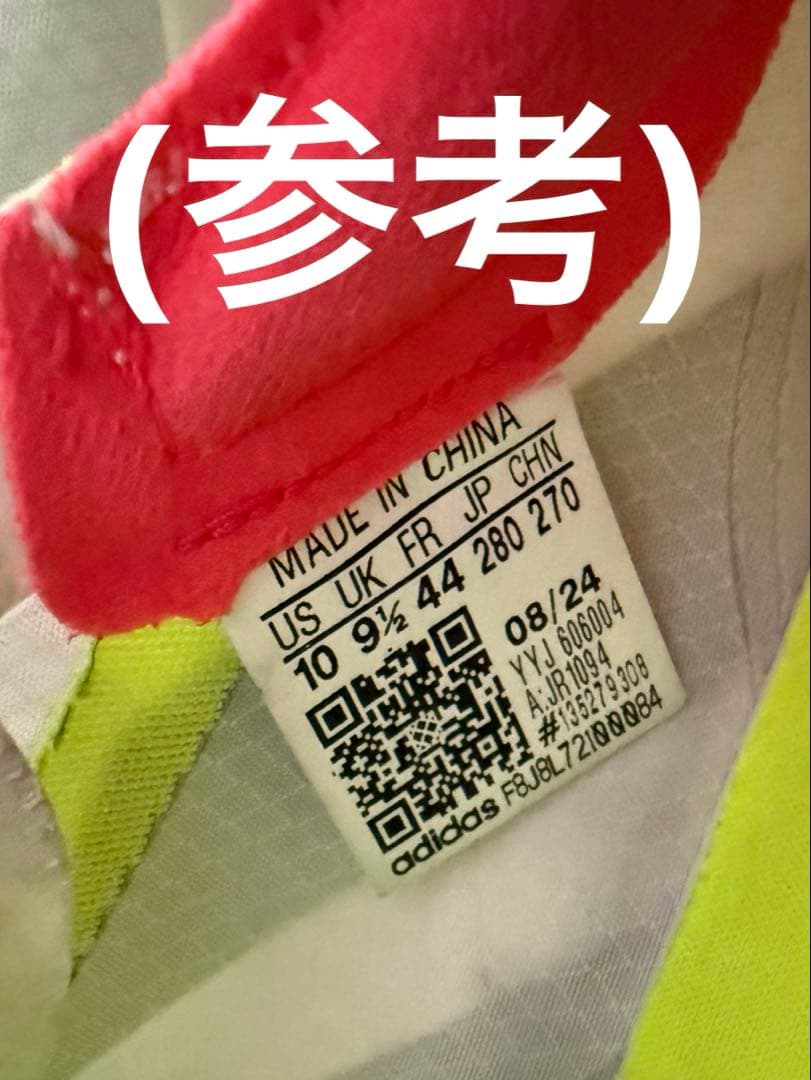 (参考)
MADE IN CHINA
US UK FR JP CHN
10 9½ 44 280 270
08/24
YYJ 606004
A:JR1094
#135279308
adidas F8J8L72I00084